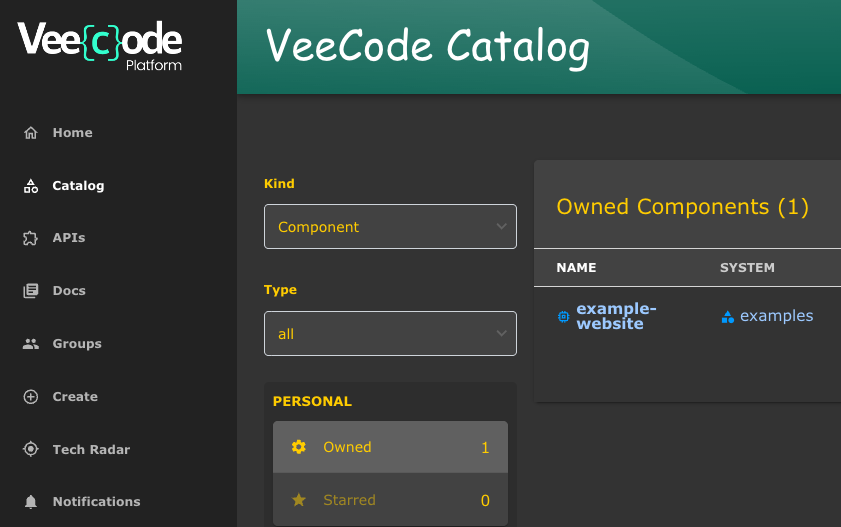 Vee{c}ode
Platform
VeeCode Catalog
Home
Catalog
APIs
Docs
Groups
Create
Tech Radar
Notifications
Kind
Component
Type
all
PERSONAL
Owned 1
Starred 0
Owned Components (1)
NAME SYSTEM
example-
website
examples